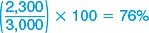 (2,300/3,000) × 100 = 76%